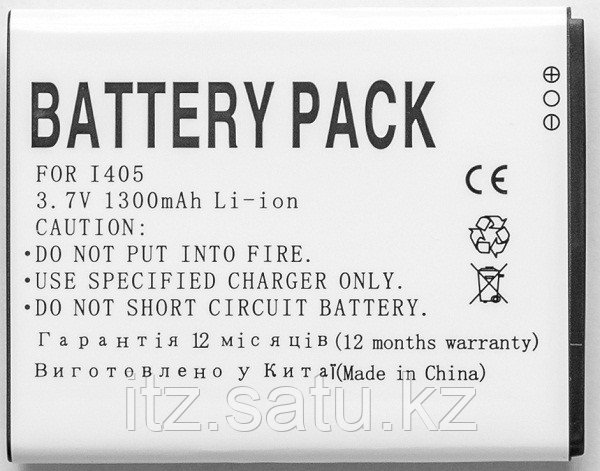 BATTERY PACK
FOR I405
3.7V 1300mAh Li-ion
CAUTION:
·DO NOT PUT INTO FIRE.
·USE SPECIFIED CHARGER ONLY.
·DO NOT SHORT CIRCUIT BATTERY.
Гарантія 12 місяців (12 months warranty)
Виготовлено у Китаї(Made in China)
CE
itz.satu.kz